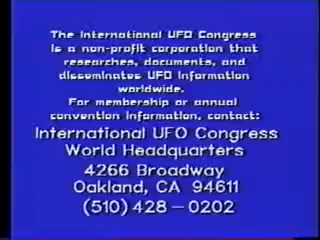 The International UFO Congress
is a non-profit corporation that
researches, documents, and
disseminates UFO Information
worldwide.
For membership or annual
convention information, contact:
International UFO Congress
World Headquarters
4266 Broadway
Oakland, CA 94611
(510) 428-0202